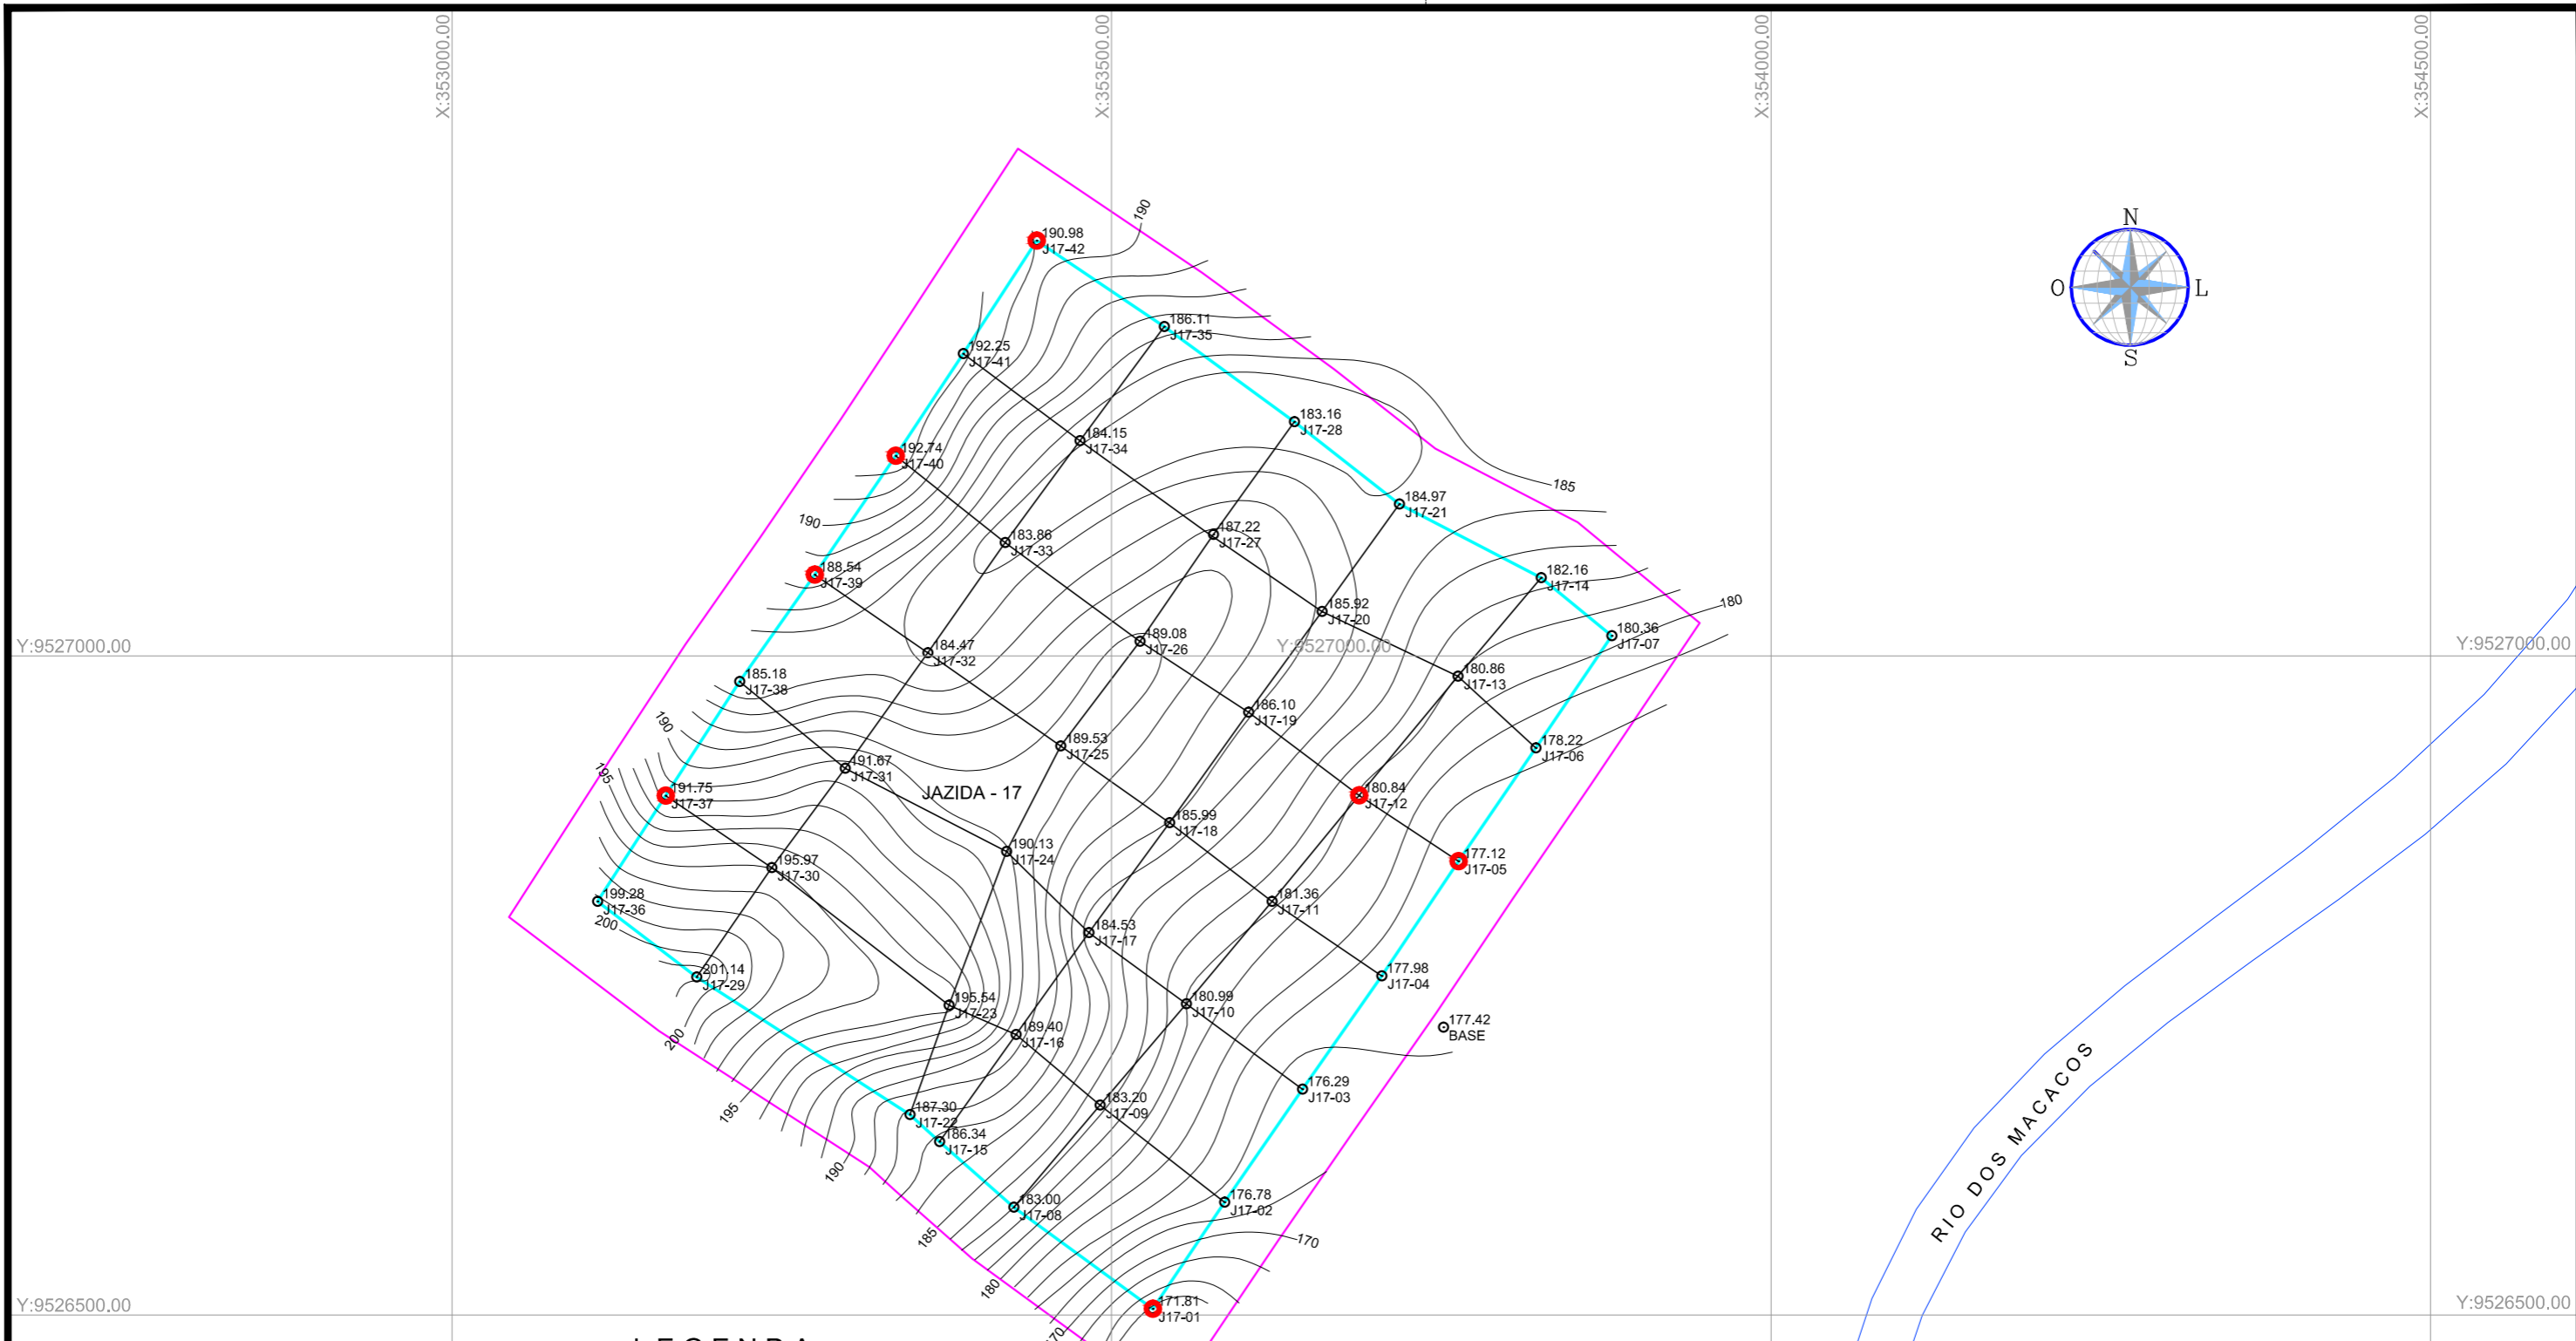 X:353000.00
X:353500.00
X:354000.00
X:354500.00
N
O
L
S
190
190.98
J17-42
186.11
J17-35
192.25
J17-41
183.16
J17-28
184.15
J17-34
192.74
J17-40
185
184.97
J17-21
190
187.22
J17-27
183.86
J17-33
188.54
J17-39
182.16
J17-14
180
185.92
J17-20
180.36
J17-07
Y:9527000.00
Y:9527000.00
Y:9527000.00
189.08
J17-26
184.47
J17-32
180.86
J17-13
185.18
J17-38
186.10
J17-19
190
189.53
J17-25
178.22
J17-06
191.67
J17-31
195
JAZIDA - 17
191.75
J17-37
180.84
J17-12
185.99
J17-18
190.13
J17-24
177.12
J17-05
195.97
J17-30
199.28
J17-36
200
181.36
J17-11
184.53
J17-17
201.14
J17-29
177.98
J17-04
195.54
J17-23
180.99
J17-10
200
189.40
J17-16
177.42
BASE
176.29
J17-03
195
183.20
J17-09
187.30
J17-22
186.34
J17-15
190
RIO DOS MACACOS
176.78
J17-02
183.00
J17-08
185
170
180
171.81
J17-01
Y:9526500.00
Y:9526500.00
170
LEGENDA